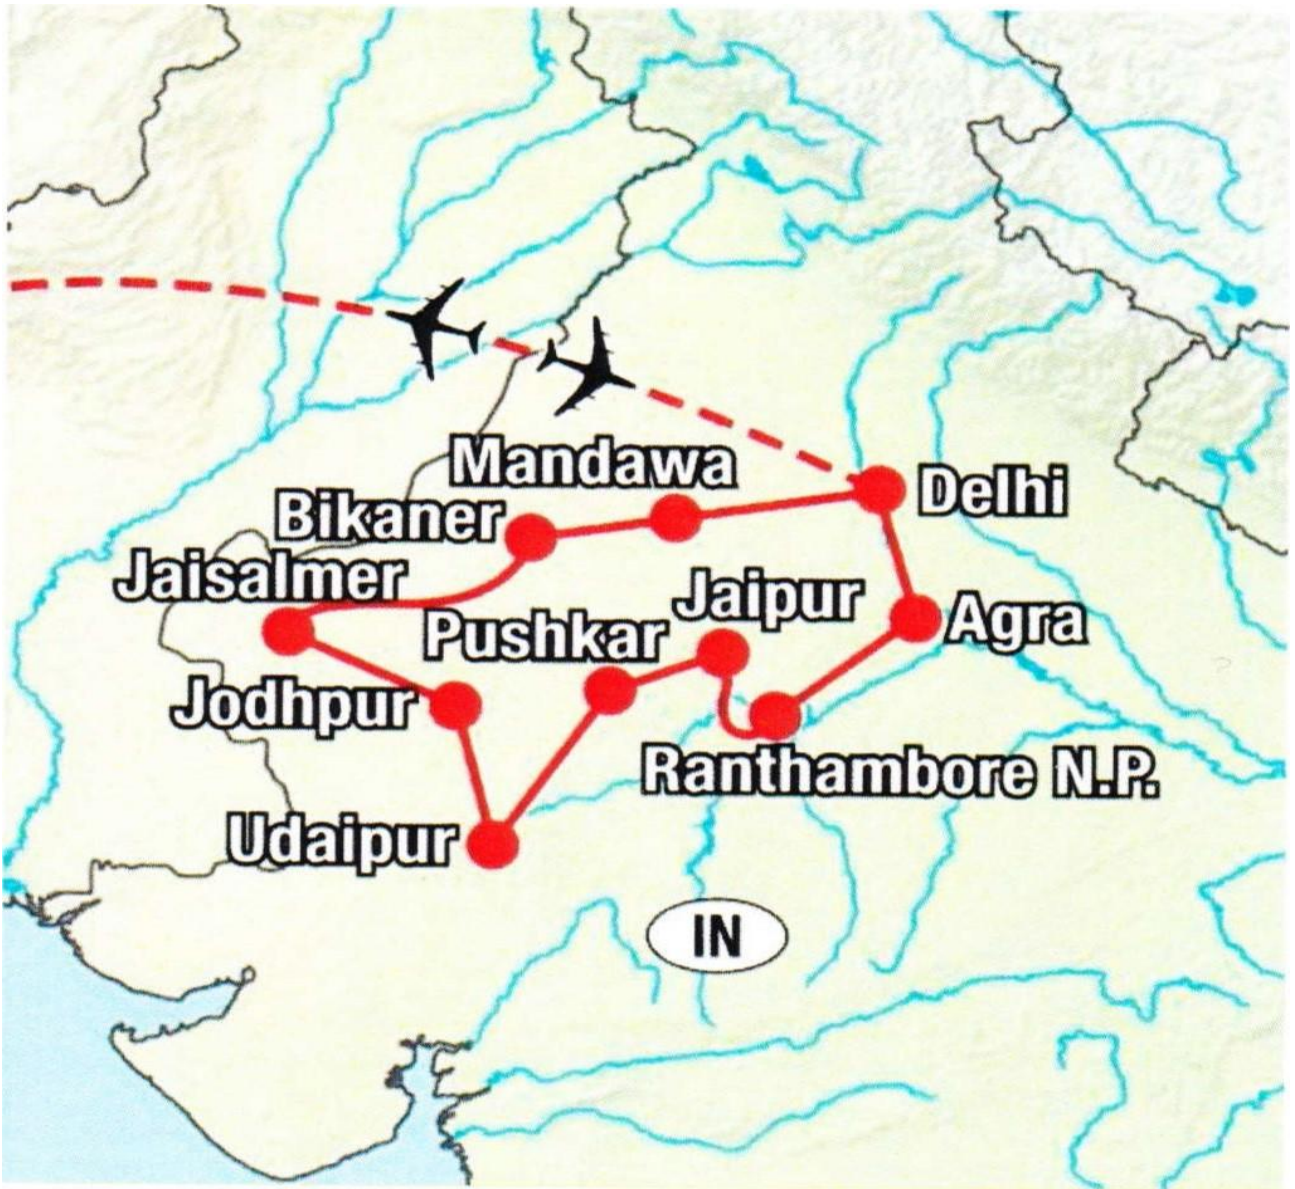 Mandawa
Delhi
Bikaner
Jaisalmer
Jaipur
Pushkar
Agra
Jodhpur
Ranthambore N.P.
Udaipur
IN